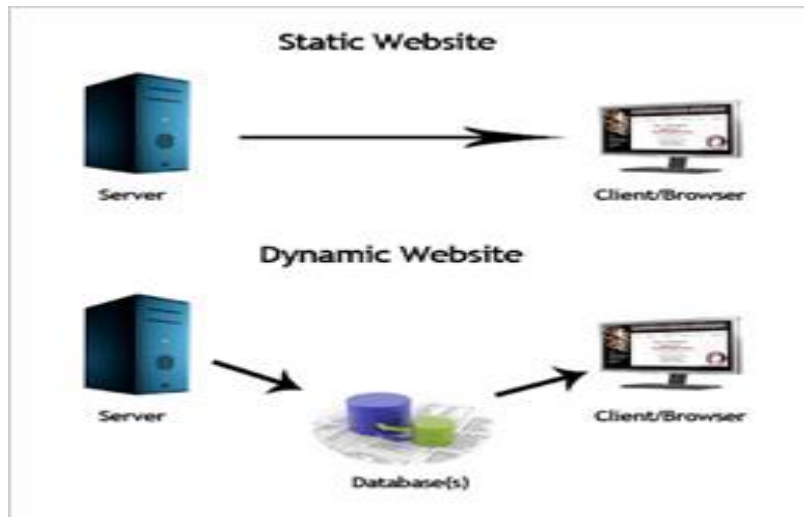 Static Website
Server
Client/Browser
Dynamic Website
Server
Client/Browser
Database(s)